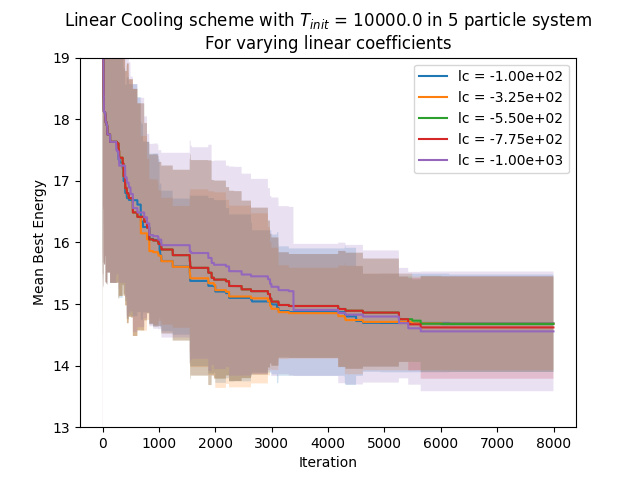 Linear Cooling scheme with T_init = 10000.0 in 5 particle system
For varying linear coefficients
19
18
17
16
15
14
13
Mean Best Energy
lc = -1.00e+02
lc = -3.25e+02
lc = -5.50e+02
lc = -7.75e+02
lc = -1.00e+03
0 1000 2000 3000 4000 5000 6000 7000 8000
Iteration